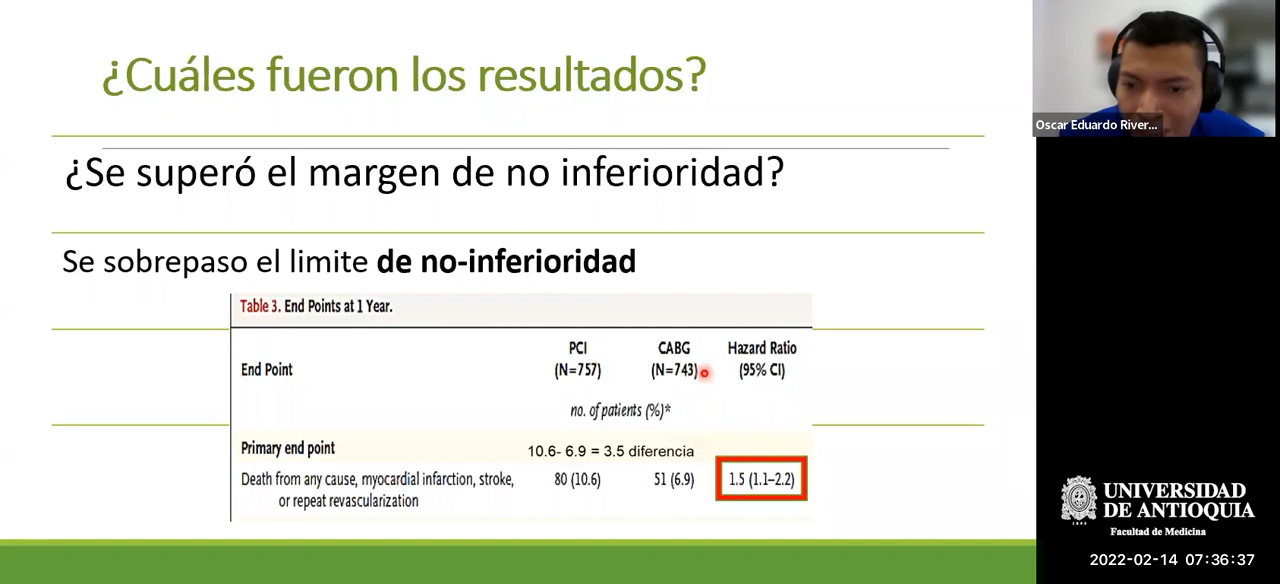 ¿Cuáles fueron los resultados?
¿Se superó el margen de no inferioridad?
Se sobrepaso el limite de no-inferioridad
Table 3. End Points at 1 Year.
End Point
PCI
(N=757)
CABG
(N=743)
Hazard Ratio
(95% CI)
no. of patients (%)*
Primary end point
10.6- 6.9 = 3.5 diferencia
Death from any cause, myocardial infarction, stroke, 80 (10.6) 51 (6.9) 1.5 (1.1–2.2)
or repeat revascularization
Oscar Eduardo River...
1803
UNIVERSIDAD
DE ANTIOQUIA
Facultad de Medicina
2022-02-14 07:36:37